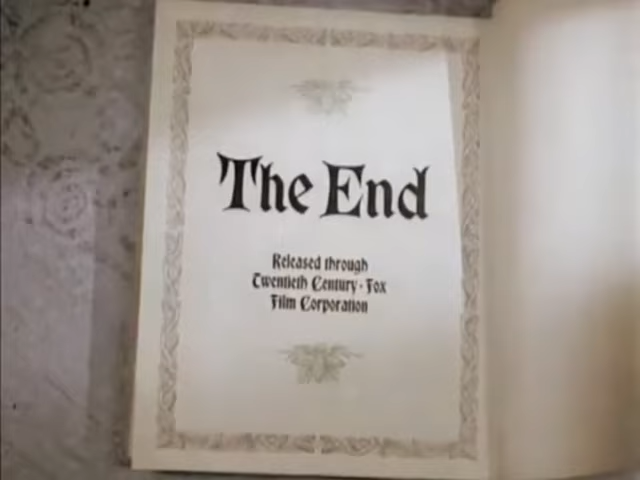 The End
Released through
Twentieth Century-Fox
Film Corporation